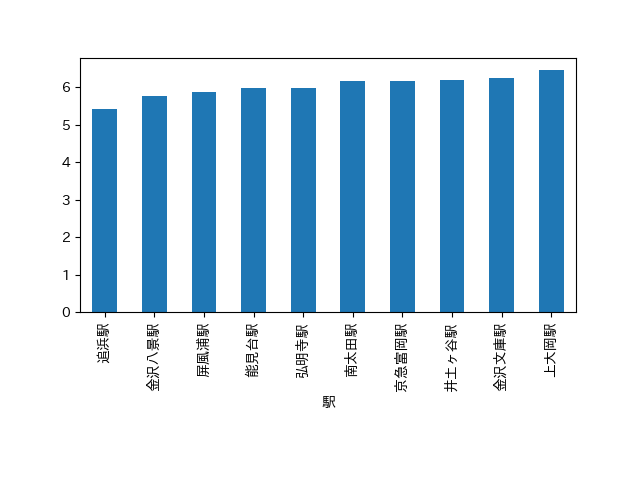 6
5
4
3
2
1
0
追浜駅
金沢八景駅
屏風浦駅
能見台駅
弘明寺駅
南太田駅
京急富岡駅
井土ヶ谷駅
金沢文庫駅
上大岡駅
駅